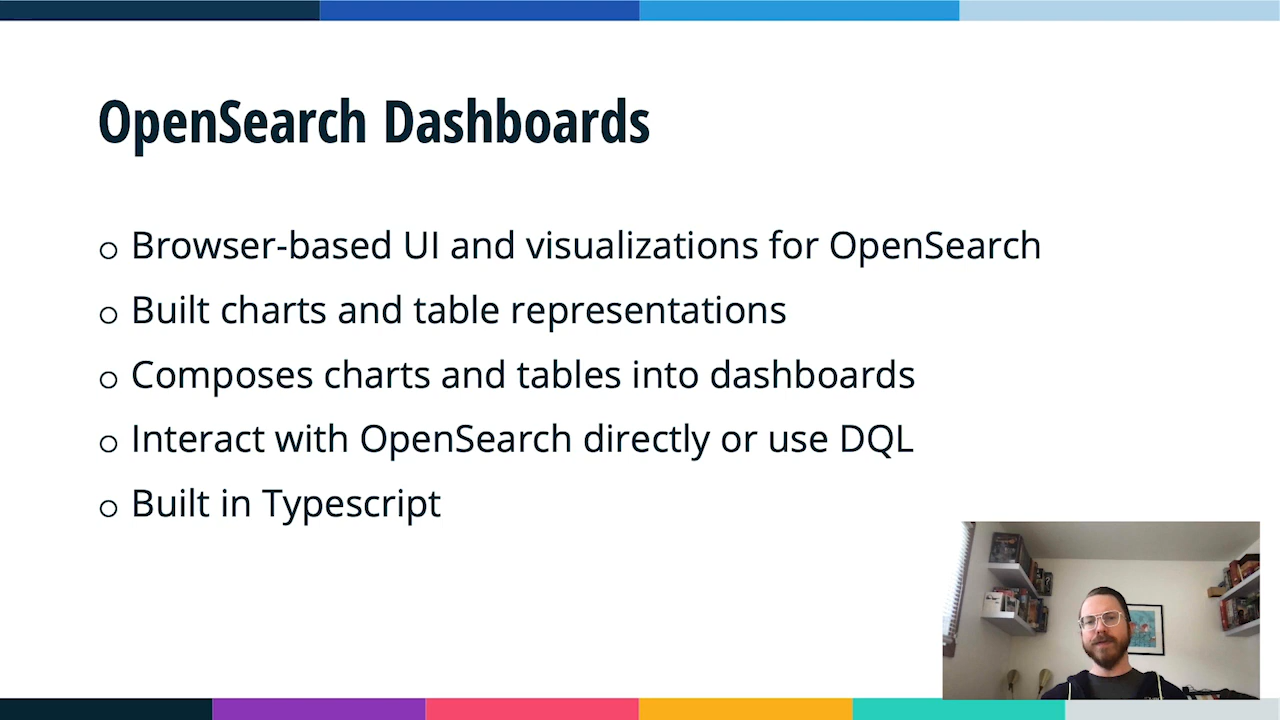 OpenSearch Dashboards
Browser-based UI and visualizations for OpenSearch
Built charts and table representations
Composes charts and tables into dashboards
Interact with OpenSearch directly or use DQL
Built in Typescript